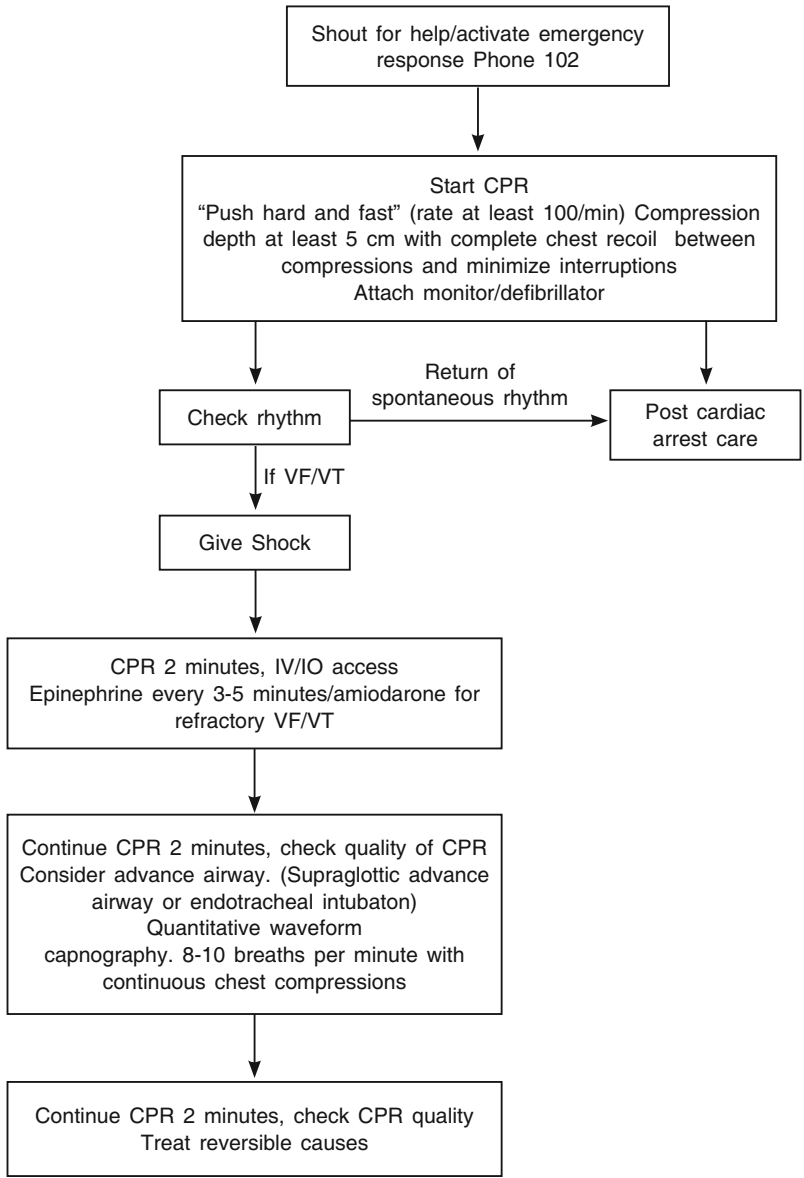 Shout for help/activate emergency
response Phone 102
Start CPR
“Push hard and fast” (rate at least 100/min) Compression
depth at least 5 cm with complete chest recoil between
compressions and minimize interruptions
Attach monitor/defibrillator
Check rhythm
Return of
spontaneous rhythm
Post cardiac
arrest care
If VF/VT
Give Shock
CPR 2 minutes, IV/IO access
Epinephrine every 3-5 minutes/amiodarone for
refractory VF/VT
Continue CPR 2 minutes, check quality of CPR
Consider advance airway. (Supraglottic advance
airway or endotracheal intubaton)
Quantitative waveform
capnography. 8-10 breaths per minute with
continuous chest compressions
Continue CPR 2 minutes, check CPR quality
Treat reversible causes